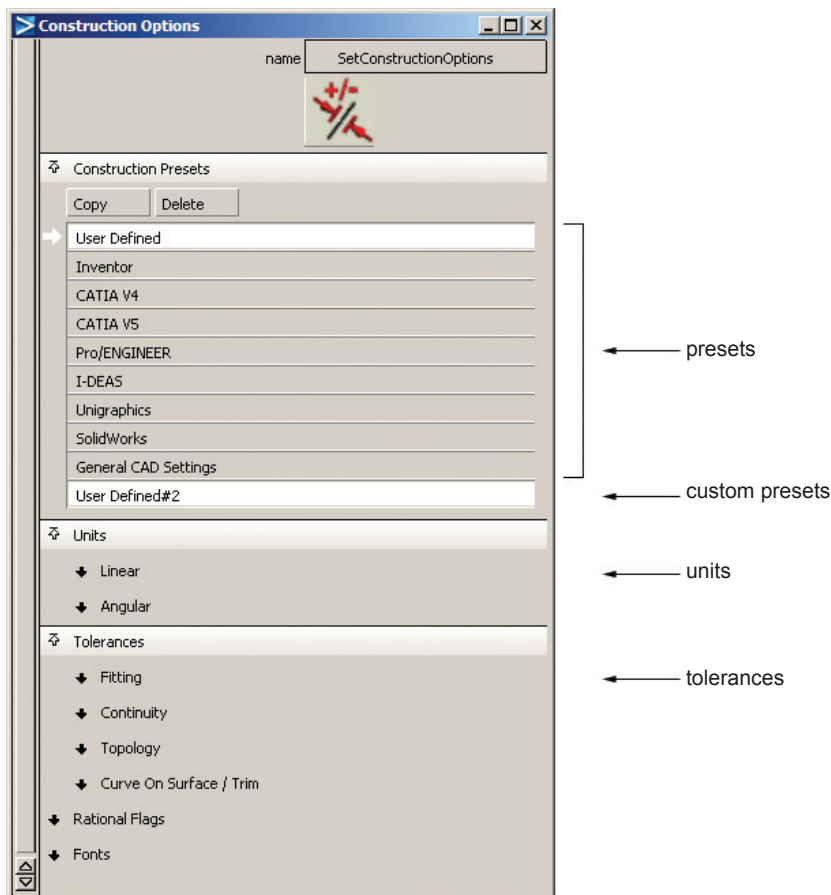 Construction Options
name SetConstructionOptions
+/-
Construction Presets
Copy Delete
User Defined
Inventor
CATIA V4
CATIA V5
Pro/ENGINEER
presets
I-DEAS
Unigraphics
SolidWorks
General CAD Settings
User Defined#2
custom presets
Units
Linear
units
Angular
Tolerances
Fitting
tolerances
Continuity
Topology
Curve On Surface / Trim
Rational Flags
Fonts